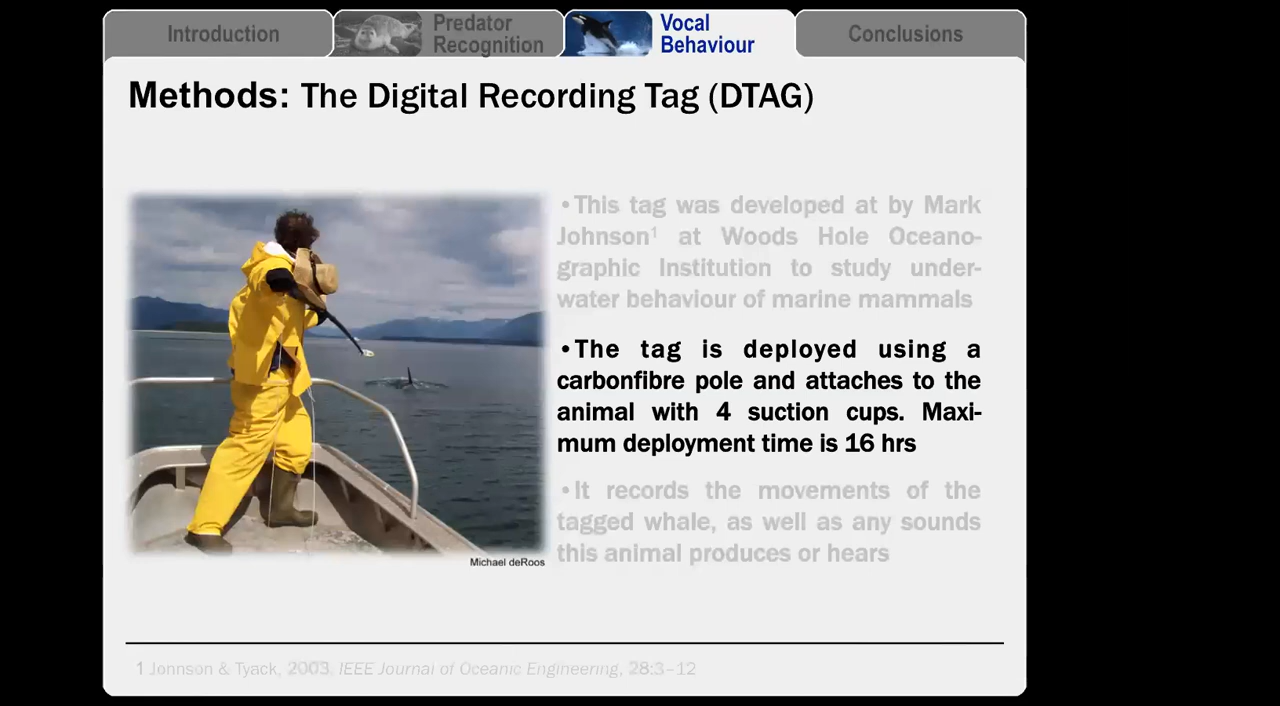 Introduction
Predator
Recognition
Vocal
Behaviour
Conclusions
Methods: The Digital Recording Tag (DTAG)
•This tag was developed at by Mark
Johnson¹ at Woods Hole Oceano-
graphic Institution to study under-
water behaviour of marine mammals
•The tag is deployed using a
carbonfibre pole and attaches to the
animal with 4 suction cups. Maxi-
mum deployment time is 16 hrs
•It records the movements of the
tagged whale, as well as any sounds
this animal produces or hears
Michael deRoos
1 Johnson & Tyack, 2003, IEEE Journal of Oceanic Engineering, 28:3–12